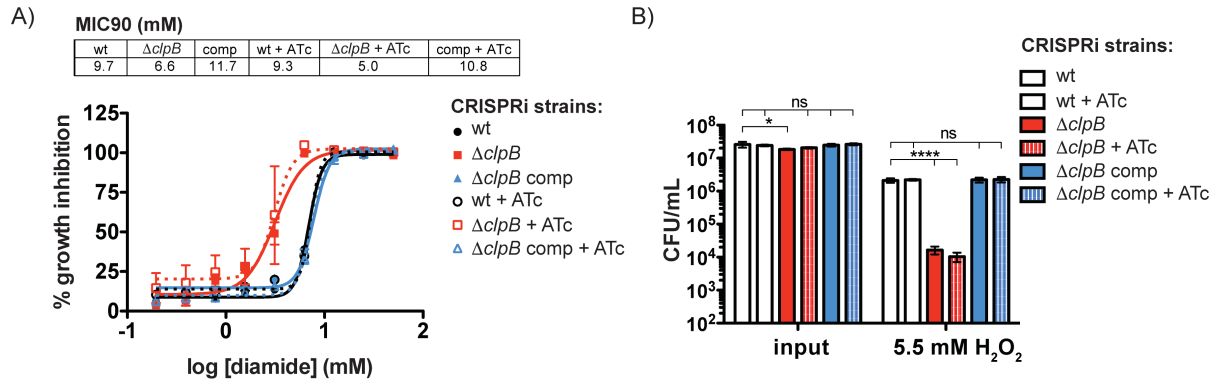 A)
MIC90 (mM)
wt ΔclpB comp wt + ATc ΔclpB + ATc comp + ATc
9.7 6.6 11.7 9.3 5.0 10.8
125
100
75
50
25
0
-1 0 1 2
% growth inhibition
log [diamide] (mM)
CRISPRi strains:
wt
ΔclpB
ΔclpB comp
wt + ATc
ΔclpB + ATc
ΔclpB comp + ATc
B)
CRISPRi strains:
wt
wt + ATc
ΔclpB
ΔclpB + ATc
ΔclpB comp
ΔclpB comp + ATc
ns
*
ns
****
10⁸
10⁷
10⁶
10⁵
10⁴
10³
10²
CFU/mL
input 5.5 mM H₂O₂